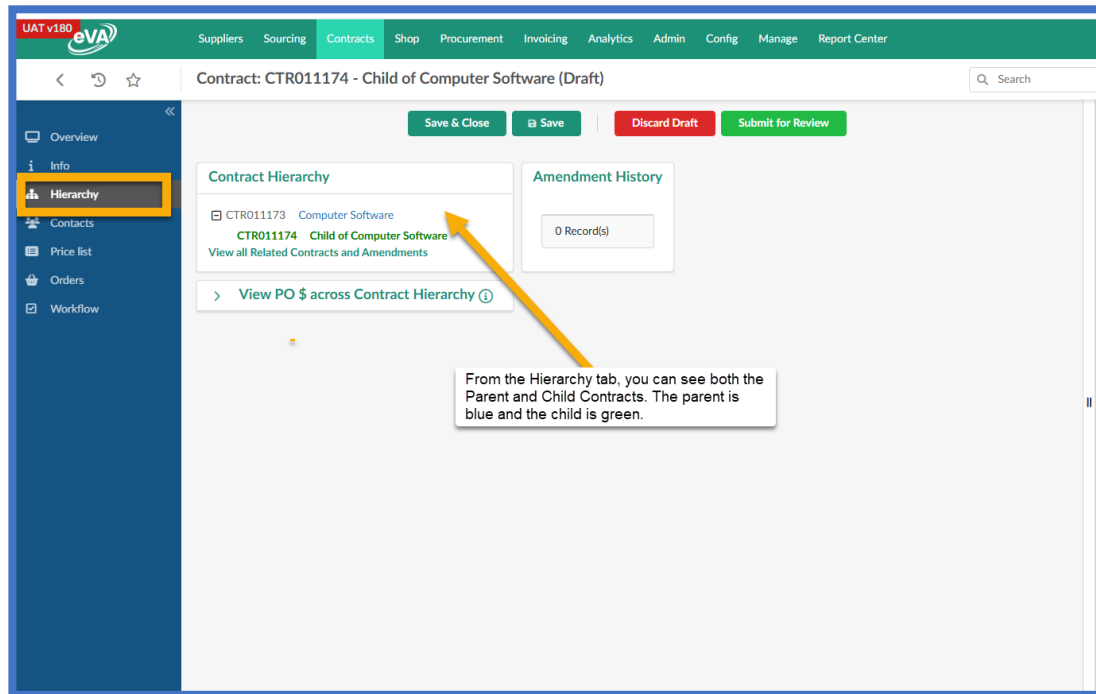 UAT v180
eVA
Suppliers Sourcing Contracts Shop Procurement Invoicing Analytics Admin Config Manage Report Center
Contract: CTR011174 - Child of Computer Software (Draft)
Search
Save & Close Save Discard Draft Submit for Review
Overview
Info
Hierarchy
Contacts
Price list
Orders
Workflow
Contract Hierarchy
CTR011173 Computer Software
CTR011174 Child of Computer Software
View all Related Contracts and Amendments
Amendment History
0 Record(s)
View PO $ across Contract Hierarchy
From the Hierarchy tab, you can see both the
Parent and Child Contracts. The parent is
blue and the child is green.